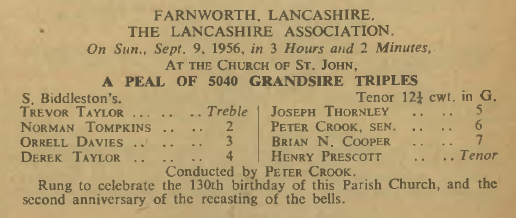 FARNWORTH, LANCASHIRE.
THE LANCASHIRE ASSOCIATION.
On Sun., Sept. 9, 1956, in 3 Hours and 2 Minutes,
AT THE CHURCH OF ST. JOHN,
A PEAL OF 5040 GRANDSIRE TRIPLES
S. Biddleston's. Tenor 12¼ cwt. in G.
TREVOR TAYLOR ... .. .. Treble | JOSEPH THORNLEY .. .. 5
NORMAN TOMPKINS .. .. 2 | PETER CROOK, SEN. .. .. 6
ORRELL DAVIES .. .. .. 3 | BRIAN N. COOPER .. .. 7
DEREK TAYLOR .. .. .. 4 | HENRY PRESCOTT .. .. Tenor
Conducted by PETER CROOK.
Rung to celebrate the 130th birthday of this Parish Church, and the
second anniversary of the recasting of the bells.